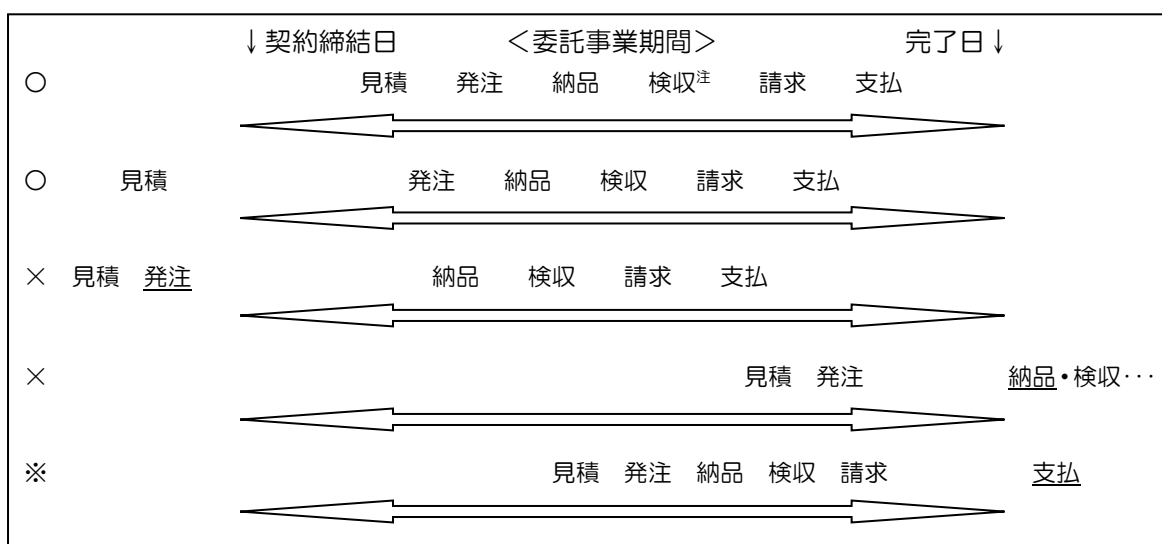 ↓契約締結日 ＜委託事業期間＞ 完了日↓
○ 見積 発注 納品 検収注 請求 支払
○ 見積 発注 納品 検収 請求 支払
× 見積 発注 納品 検収 請求 支払
× 見積 発注 納品・検収･･･
※ 見積 発注 納品 検収 請求 支払